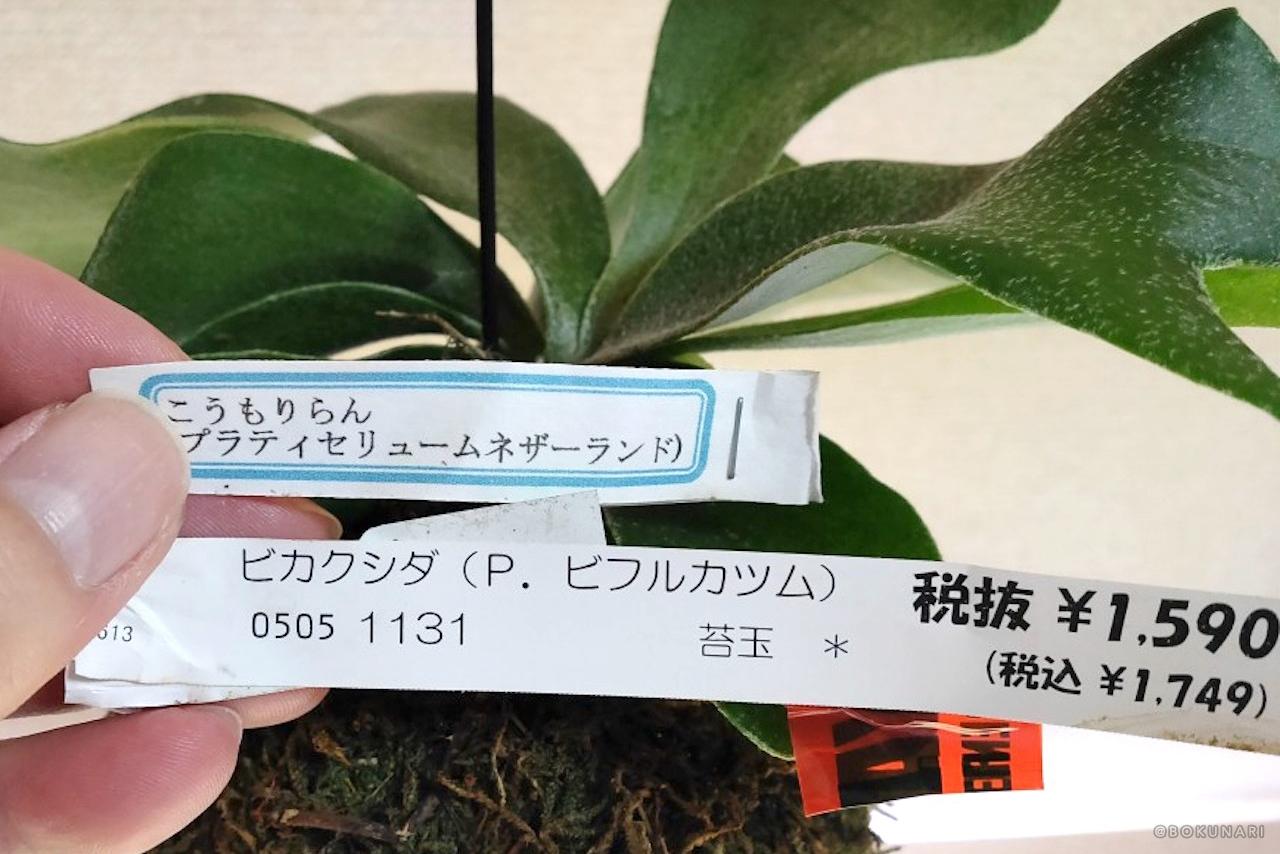 こうもりらん
プラティセリュームネザーランド)
ビカクシダ（P. ビフルカツム）
0505 1131
苔玉 *
613
税抜 ¥1,590
(税込 ¥1,749)
©BOKUNARI